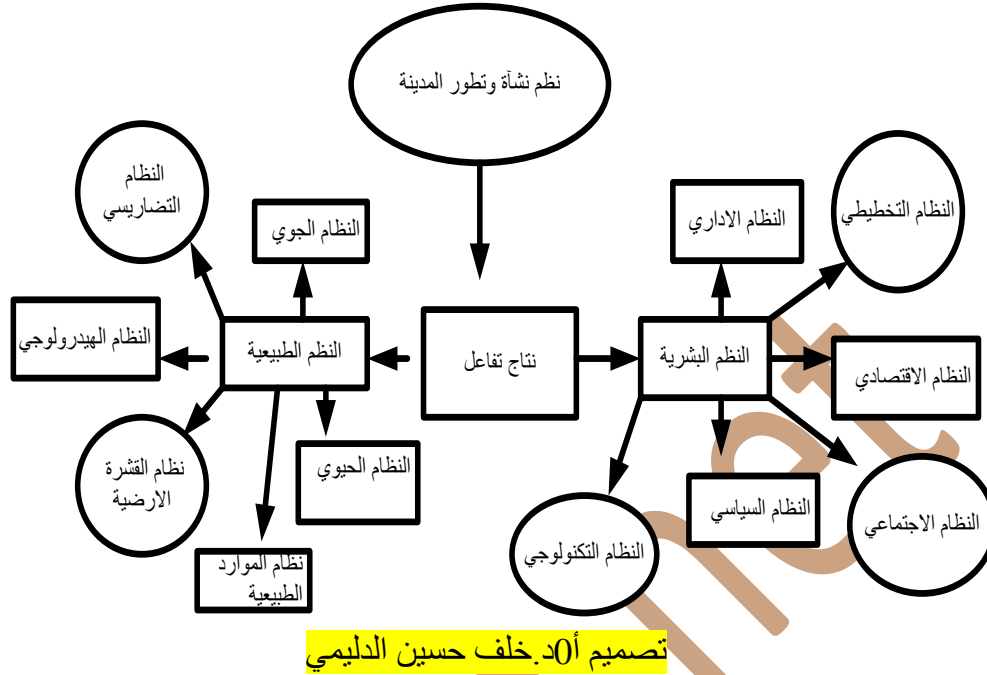 نظم نشأة وتطور المدينة
النظام
التضاريسي
النظام الجوي
النظام الاداري
النظام التخطيطي
النظام الهيدرولوجي
النظم الطبيعية
نتاج تفاعل
النظم البشرية
النظام الاقتصادي
نظام القشرة
الارضية
النظام الحيوي
النظام السياسي
النظام الاجتماعي
نظام الموارد
الطبيعية
النظام التكنولوجي
تصميم أ0د.خلف حسين الدليمي